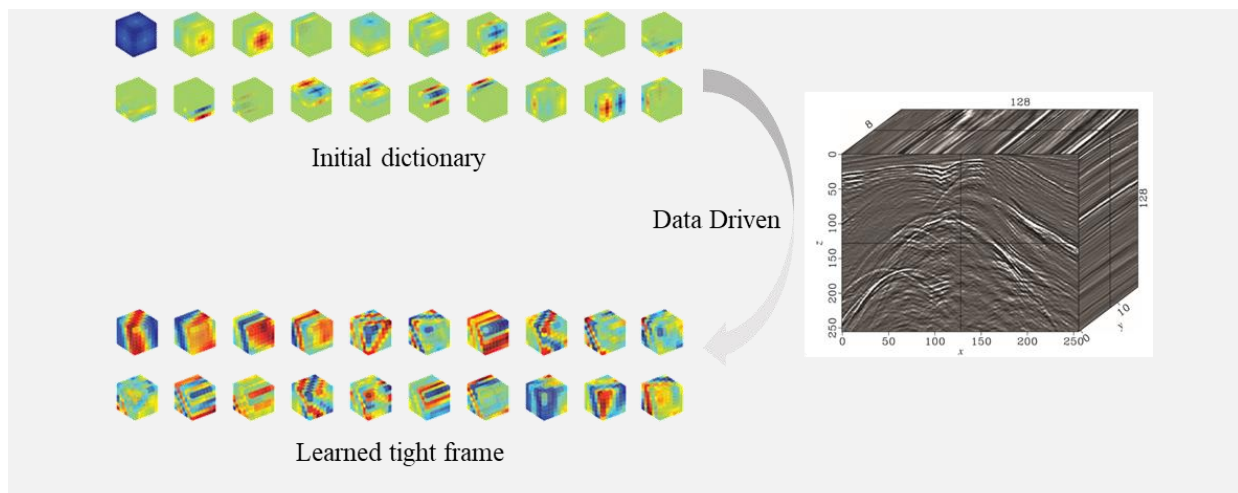 Initial dictionary
Data Driven
Learned tight frame
128
8
128
0
50
100
150
200
250
z
0
50
100
150
200
250
x
0
10
y